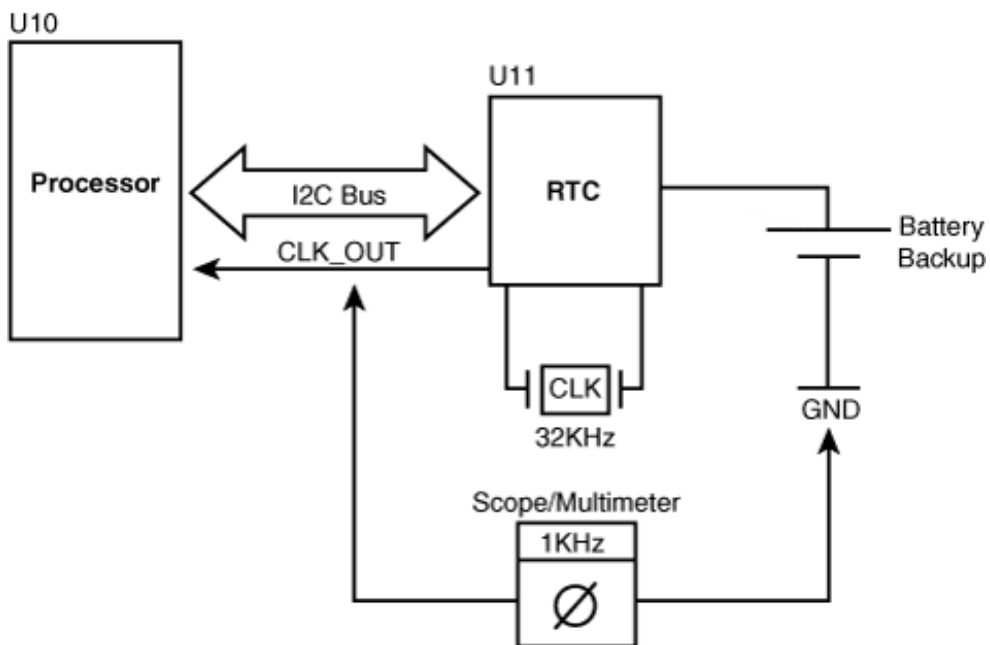 U10
U11
Processor
I2C Bus
RTC
Battery
Backup
CLK_OUT
CLK
32KHz
GND
Scope/Multimeter
1KHz